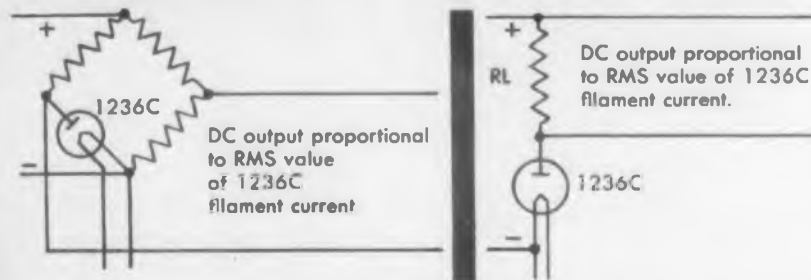 +
1236C
DC output proportional
to RMS value
of 1236C
filament current
−
+
RL
DC output proportional
to RMS value of 1236C
filament current.
1236C
−